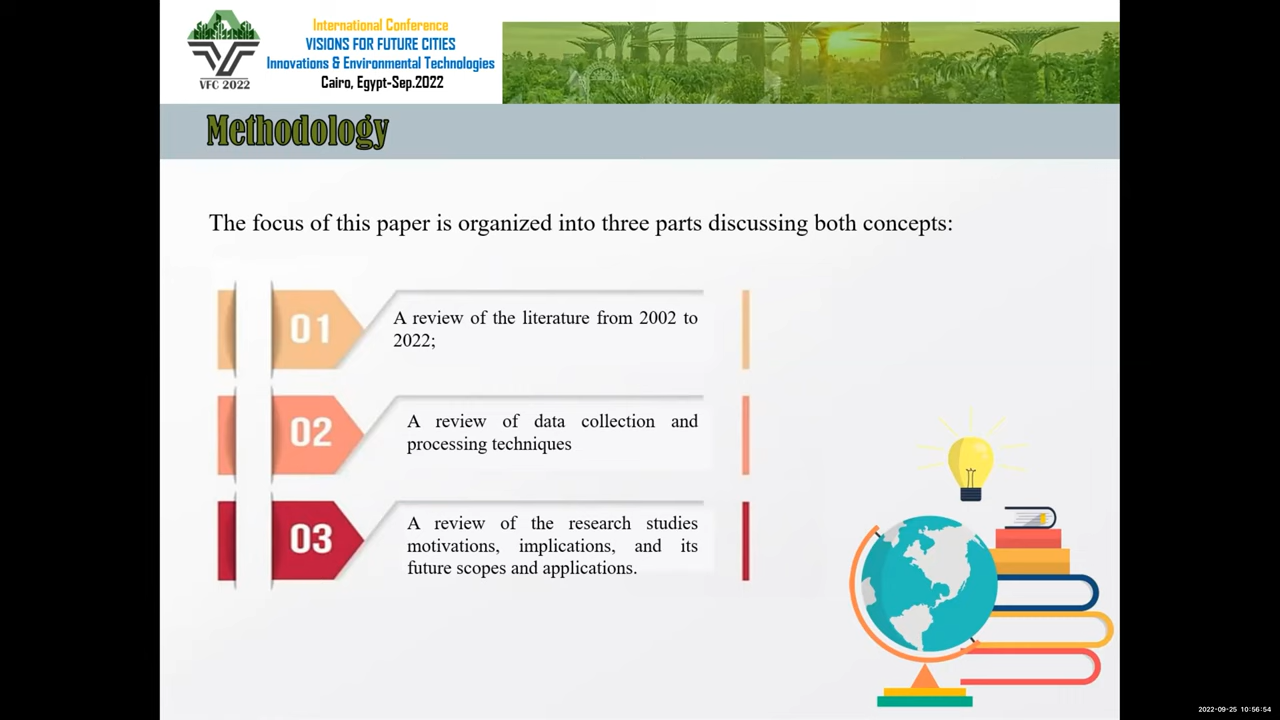 International Conference
VISIONS FOR FUTURE CITIES
Innovations & Environmental Technologies
Cairo, Egypt-Sep.2022
VFC 2022
Methodology
The focus of this paper is organized into three parts discussing both concepts:
01
A review of the literature from 2002 to
2022;
02
A review of data collection and
processing techniques
03
A review of the research studies
motivations, implications, and its
future scopes and applications.
2022-09-25 10:56:54